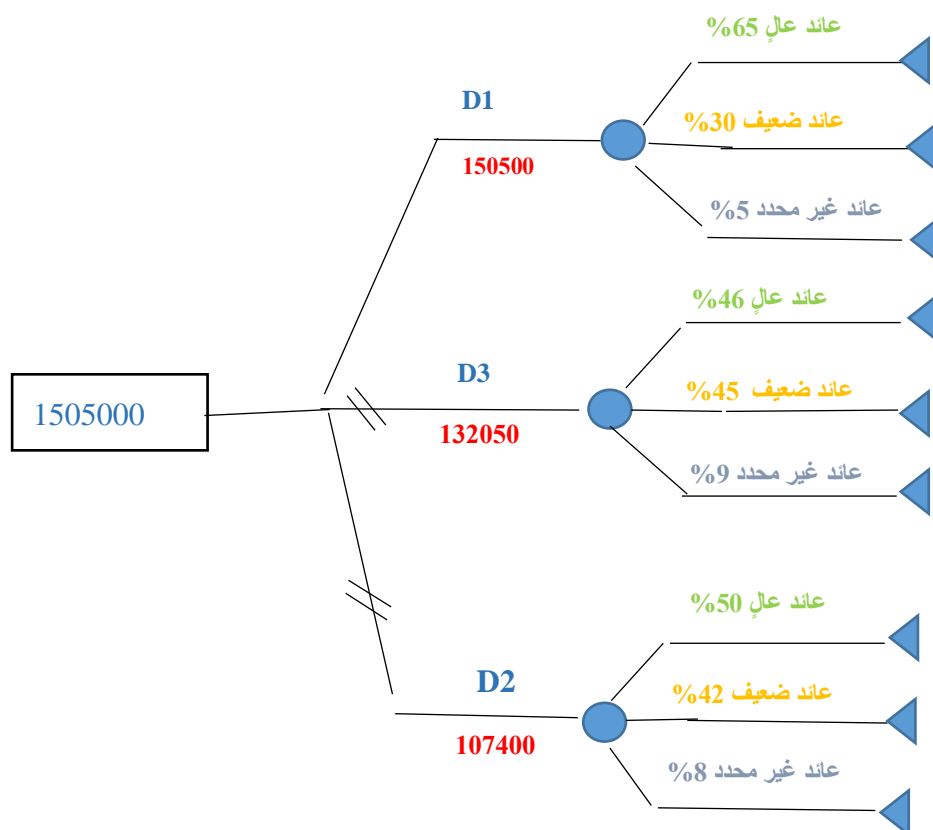 عائد عالٍ 65%
D1
عائد ضعيف 30%
150500
عائد غير محدد 5%
عائد عالٍ 46%
D3
عائد ضعيف 45%
1505000
132050
عائد غير محدد 9%
عائد عالٍ 50%
D2
عائد ضعيف 42%
107400
عائد غير محدد 8%